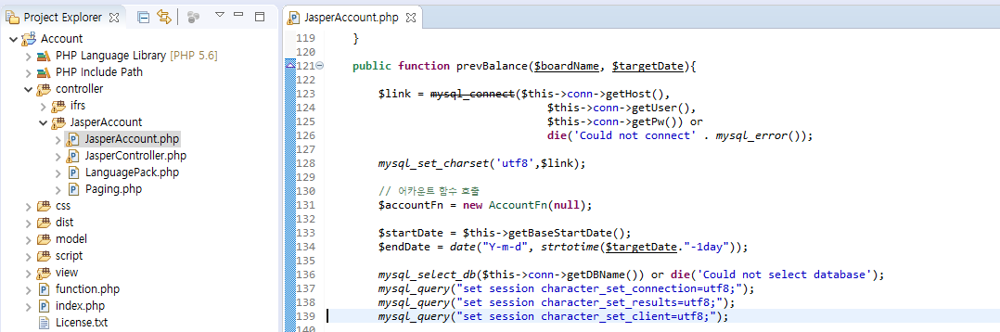 Project Explorer
Account
PHP Language Library [PHP 5.6]
PHP Include Path
controller
ifrs
JasperAccount
JasperAccount.php
JasperController.php
LanguagePack.php
Paging.php
css
dist
model
script
view
function.php
index.php
License.txt
JasperAccount.php
119 }
120
121 public function prevBalance($boardName, $targetDate){
122
123 $link = mysql_connect($this->conn->getHost(),
124 $this->conn->getUser(),
125 $this->conn->getPw()) or
126 die('Could not connect' . mysql_error());
127
128 mysql_set_charset('utf8',$link);
129
130 // 어카운트 함수 호출
131 $accountFn = new AccountFn(null);
132
133 $startDate = $this->getBaseStartDate();
134 $endDate = date("Y-m-d", strtotime($targetDate."-1day"));
135
136 mysql_select_db($this->conn->getDBName()) or die('Could not select database');
137 mysql_query("set session character_set_connection=utf8;");
138 mysql_query("set session character_set_results=utf8;");
139 mysql_query("set session character_set_client=utf8;");
140